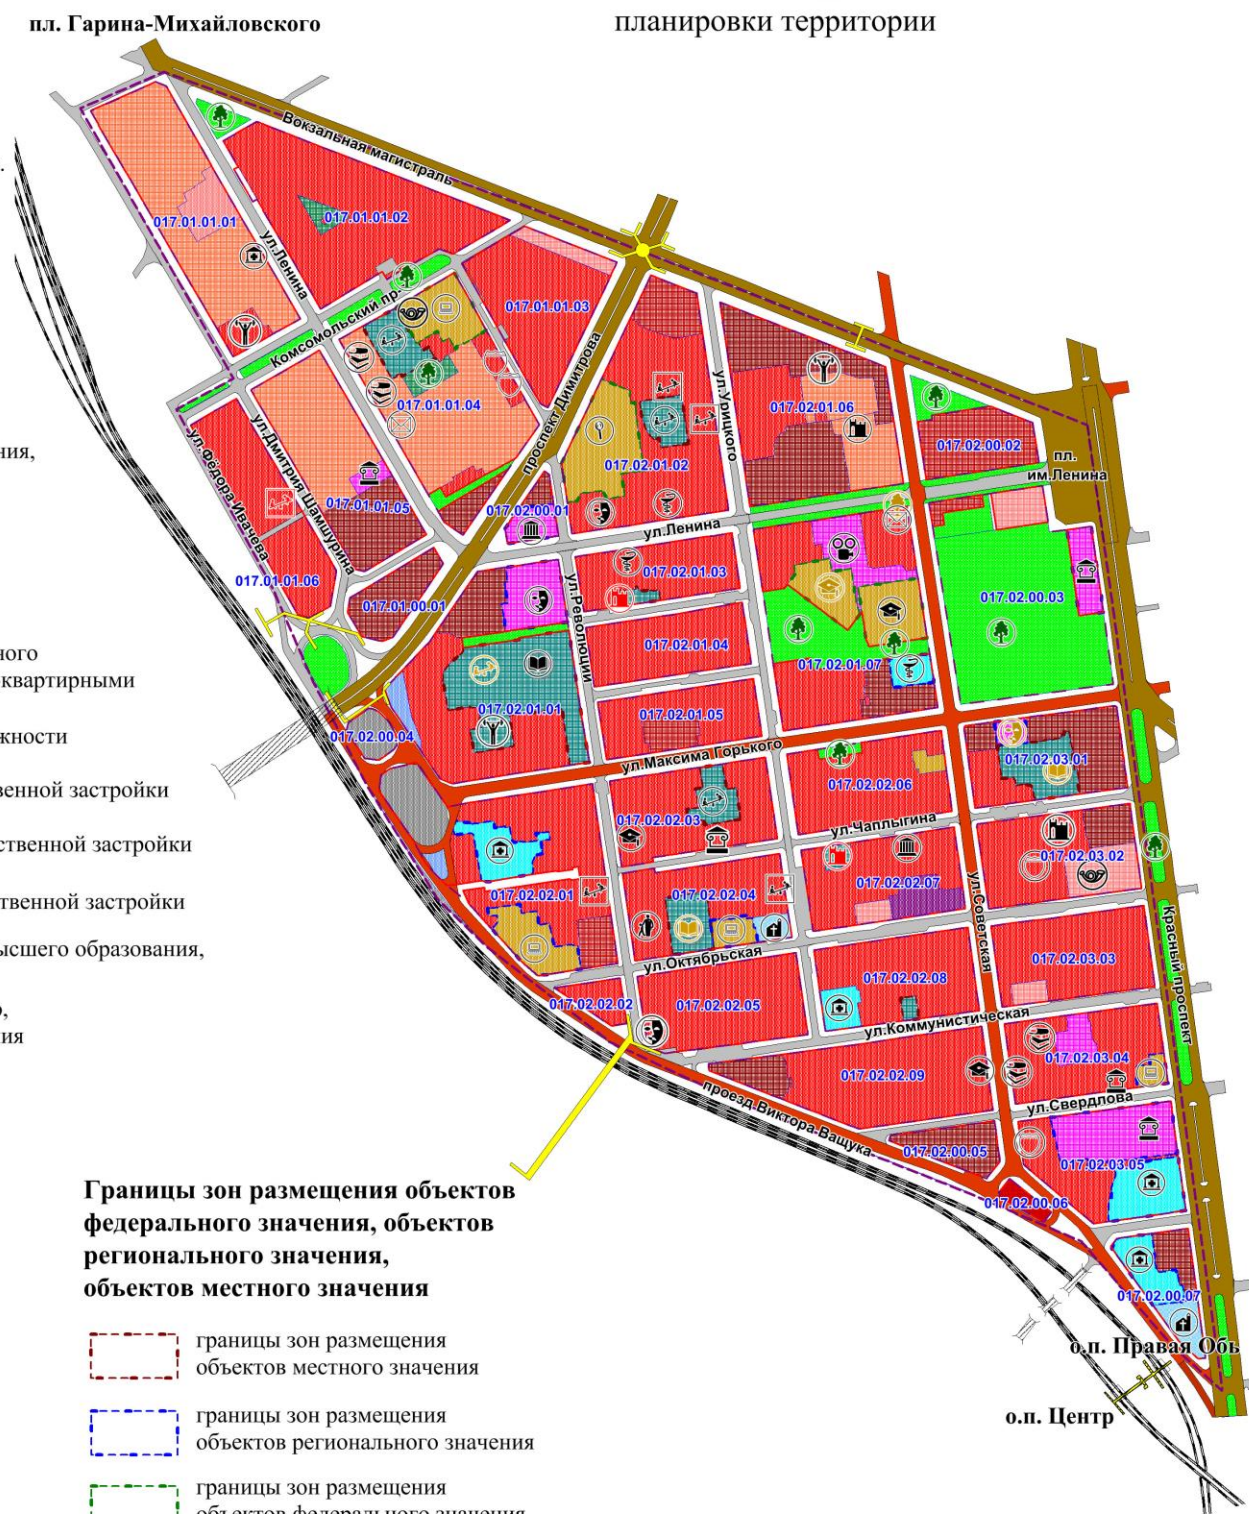 пл. Гарина-Михайловского
планировки территории
Вокзальная магистраль
017.01.01.01
017.01.01.02
ул.Ленина
Комсомольский пр-
017.01.01.03
017.01.01.04
проспект Димитрова
ул.Урицкого
017.02.01.06
017.02.00.02
пл.
им.Ленина
ния,
ул.Фёдора Ивачева
ул.Дмитрия Шамшурина
017.01.01.05
017.02.01.02
017.02.00.01
ул.Ленина
017.01.01.06
017.01.00.01
017.02.01.03
017.02.00.03
ул.Революции
017.02.01.04
017.02.01.07
ного
квартирными
017.02.01.01
017.02.01.05
017.02.00.04
жности
ул.Максима Горького
017.02.03.01
венной застройки
017.02.02.06
017.02.02.03
ул.Чаплыгина
ственной застройки
017.02.03.02
017.02.02.01
017.02.02.04
017.02.02.07
ул.Советская
ственной застройки
Красный проспект
высшего образования,
ул.Октябрьская
017.02.03.03
017.02.02.08
017.02.02.02
017.02.02.05
о,
ния
ул.Коммунистическая
017.02.03.04
017.02.02.09
проезд Виктора Ващука
ул.Свердлова
017.02.00.05
017.02.03.05
017.02.00.06
Границы зон размещения объектов
федерального значения, объектов
регионального значения,
объектов местного значения
017.02.00.07
о.п. Правая Обь
о.п. Центр
границы зон размещения
объектов местного значения
границы зон размещения
объектов регионального значения
границы зон размещения
объектов федерального значения